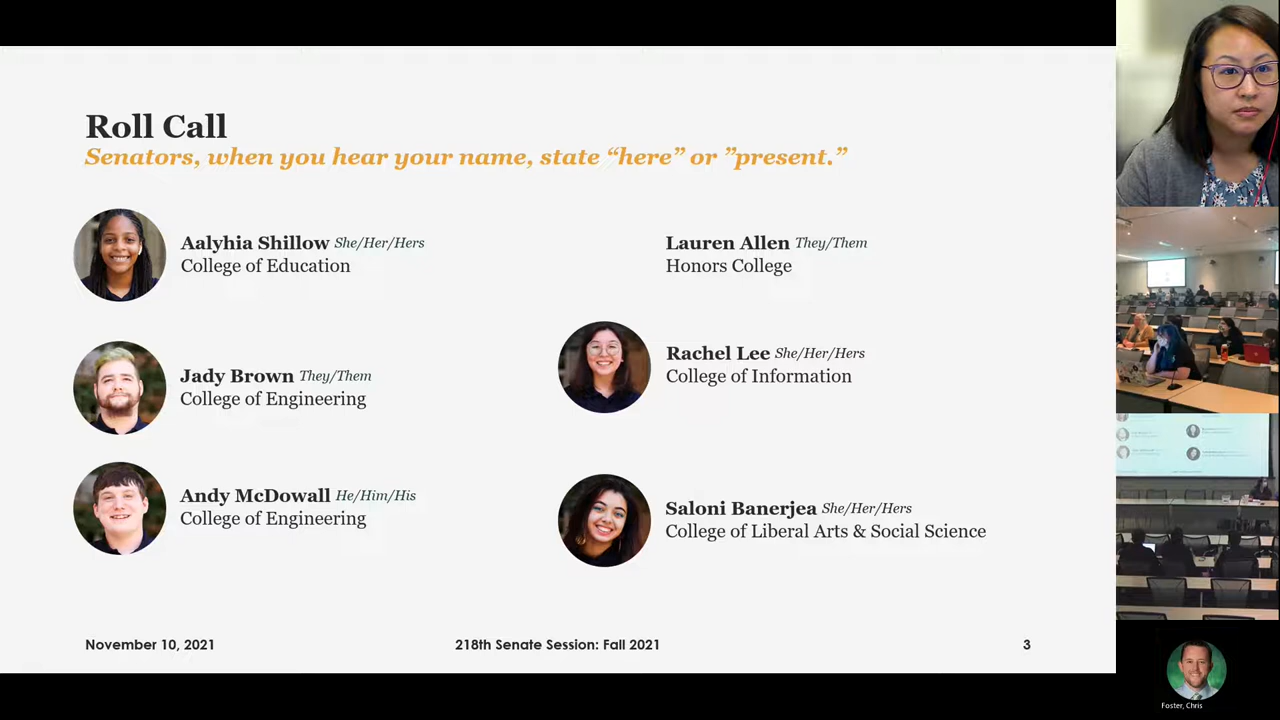 Roll Call
Senators, when you hear your name, state “here” or ”present.”
Aalyhia Shillow She/Her/Hers
College of Education
Jady Brown They/Them
College of Engineering
Andy McDowall He/Him/His
College of Engineering
Lauren Allen They/Them
Honors College
Rachel Lee She/Her/Hers
College of Information
Saloni Banerjea She/Her/Hers
College of Liberal Arts & Social Science
November 10, 2021
218th Senate Session: Fall 2021
3
Foster, Chris